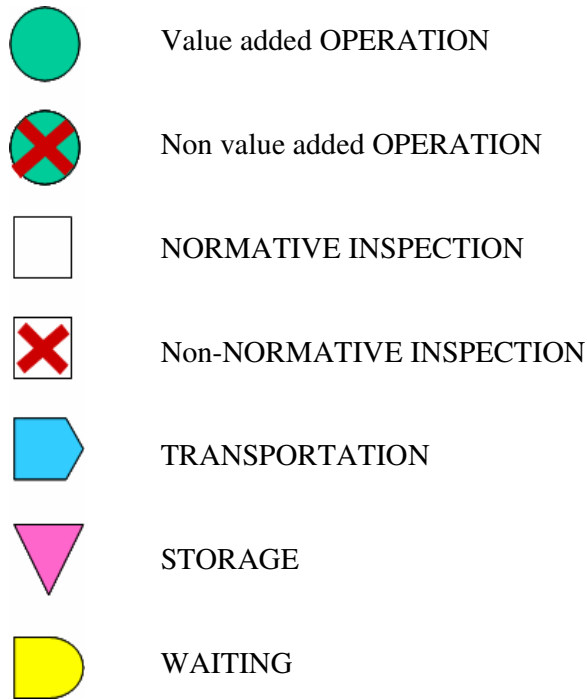 Value added OPERATION
Non value added OPERATION
NORMATIVE INSPECTION
Non-NORMATIVE INSPECTION
TRANSPORTATION
STORAGE
WAITING